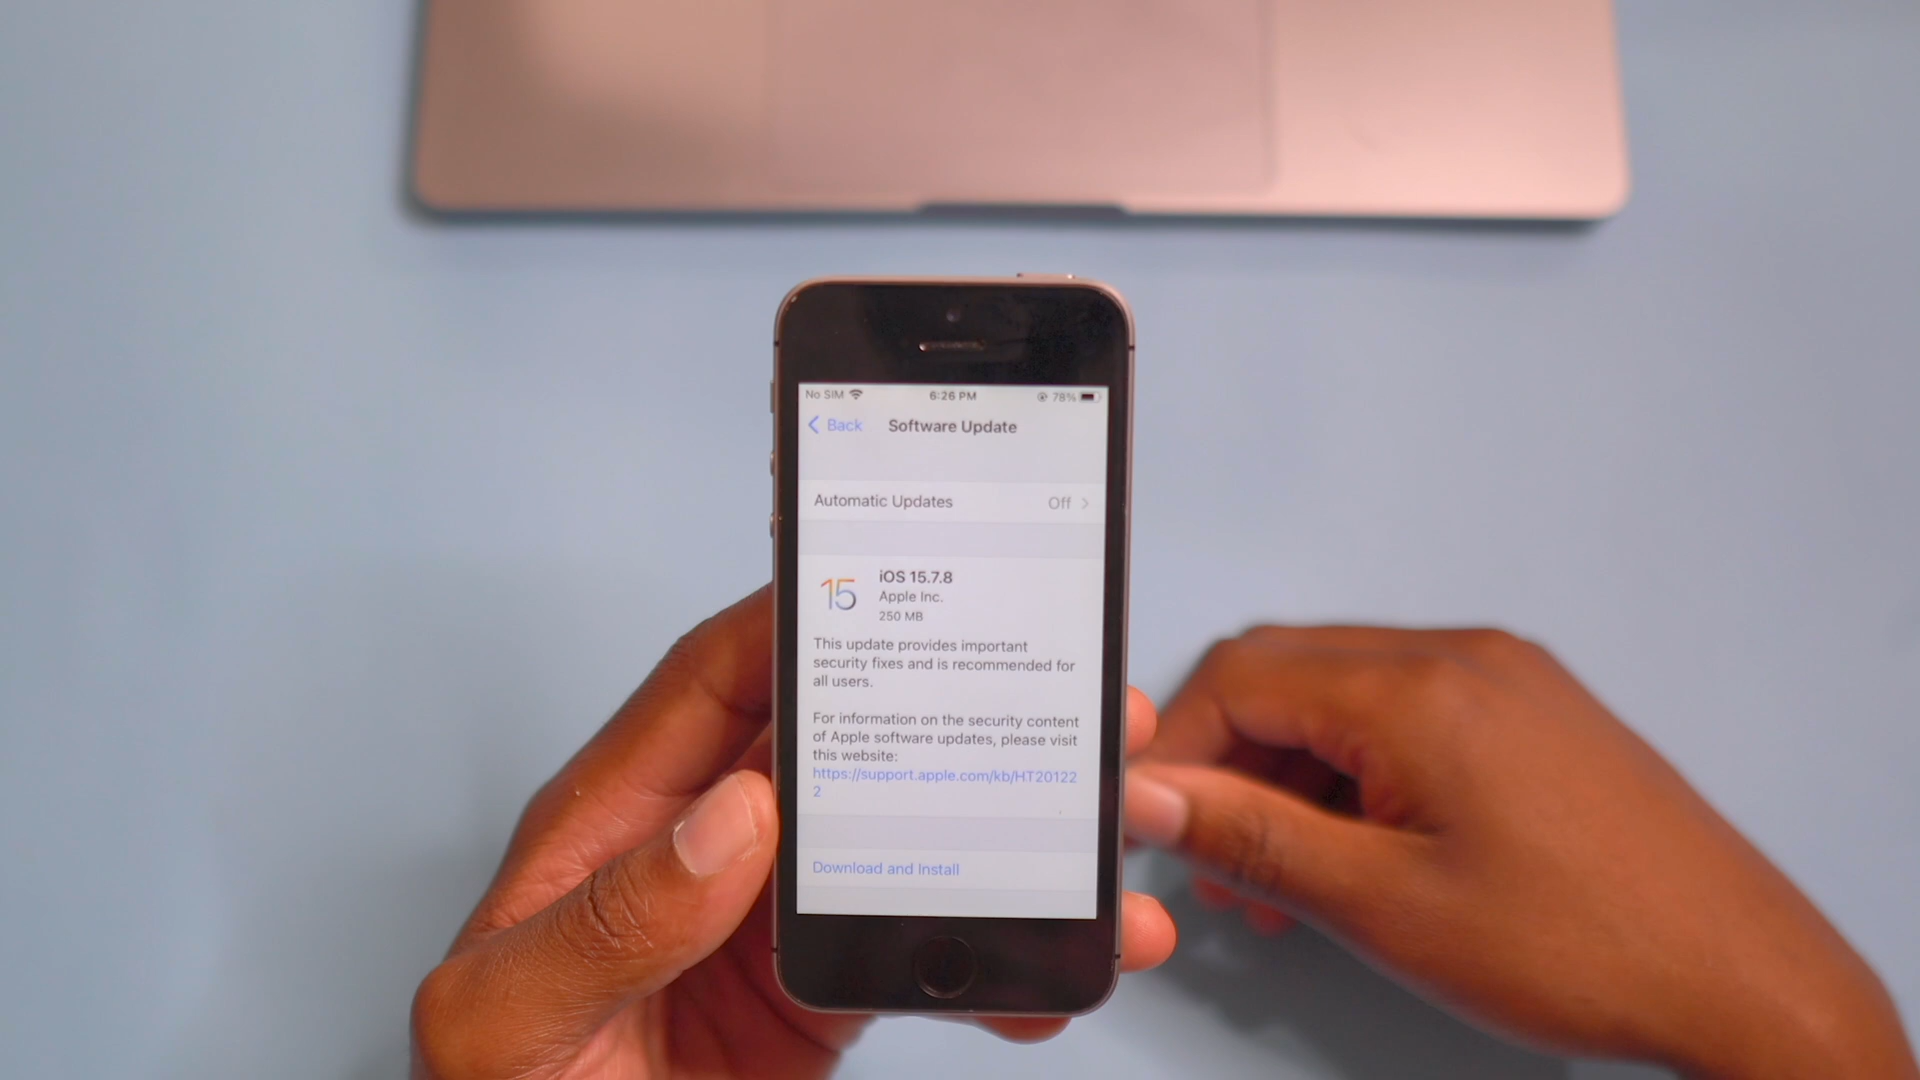 No SIM 6:26 PM 78%
Back Software Update
Automatic Updates Off
15
iOS 15.7.8
Apple Inc.
250 MB
This update provides important
security fixes and is recommended for
all users.
For information on the security content
of Apple software updates, please visit
this website:
https://support.apple.com/kb/HT20122
2
Download and Install